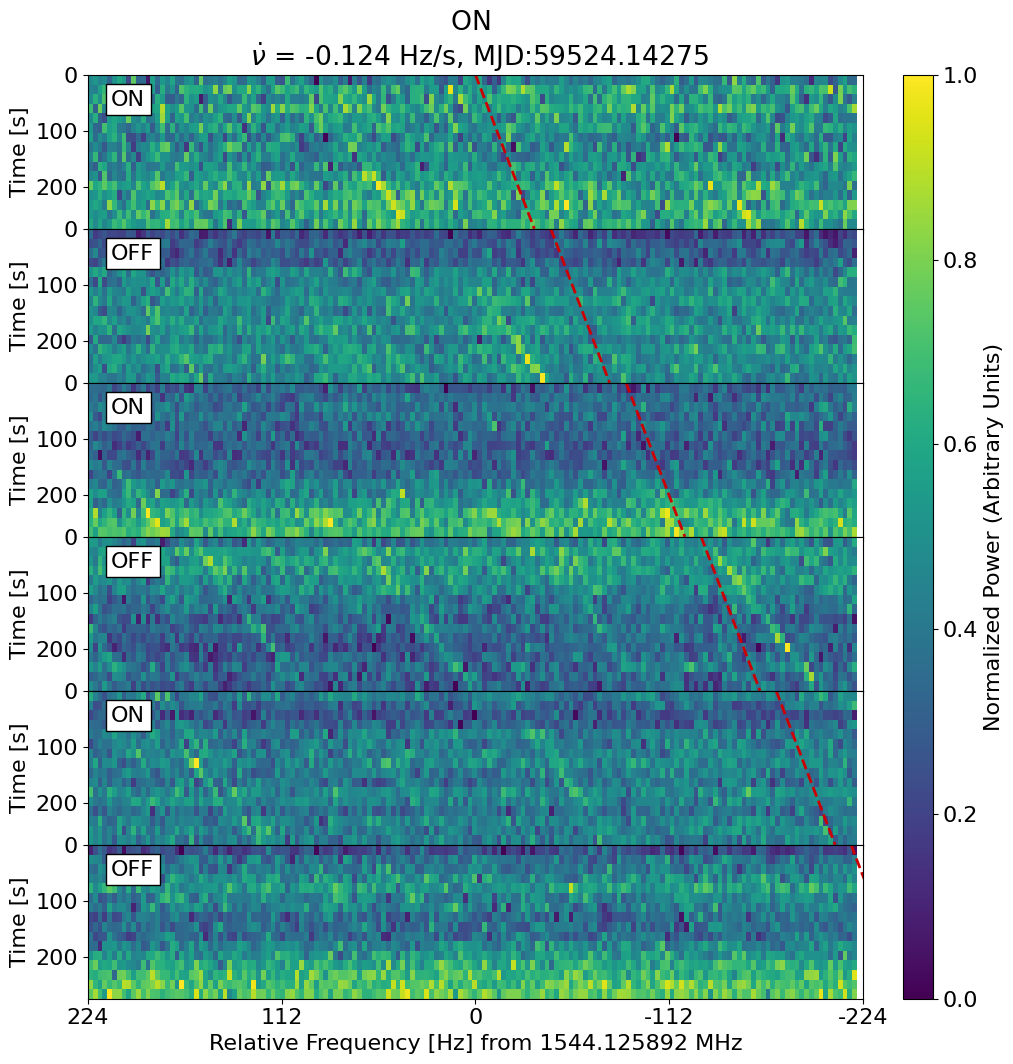 ON
ν̇ = -0.124 Hz/s, MJD:59524.14275
0
100
200
Time [s]
ON
0
100
200
Time [s]
OFF
0
100
200
Time [s]
ON
0
100
200
Time [s]
OFF
0
100
200
Time [s]
ON
0
100
200
Time [s]
OFF
224
112
0
-112
-224
Relative Frequency [Hz] from 1544.125892 MHz
1.0
0.8
0.6
0.4
0.2
0.0
Normalized Power (Arbitrary Units)